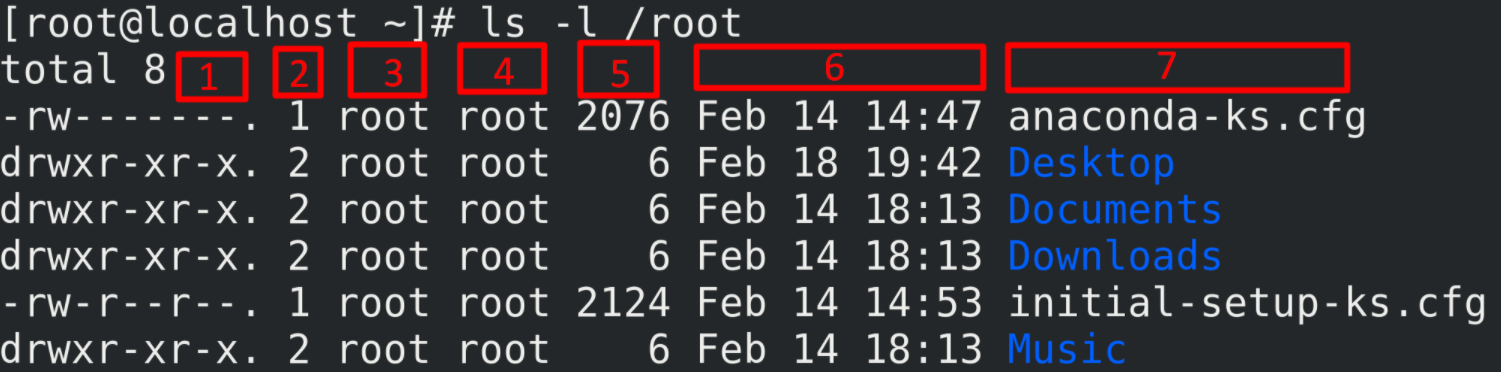 [root@localhost ~]# ls -l /root
total 8 1 2 3 4 5 6 7
-rw-------. 1 root root 2076 Feb 14 14:47 anaconda-ks.cfg
drwxr-xr-x. 2 root root 6 Feb 18 19:42 Desktop
drwxr-xr-x. 2 root root 6 Feb 14 18:13 Documents
drwxr-xr-x. 2 root root 6 Feb 14 18:13 Downloads
-rw-r--r--. 1 root root 2124 Feb 14 14:53 initial-setup-ks.cfg
drwxr-xr-x. 2 root root 6 Feb 14 18:13 Music